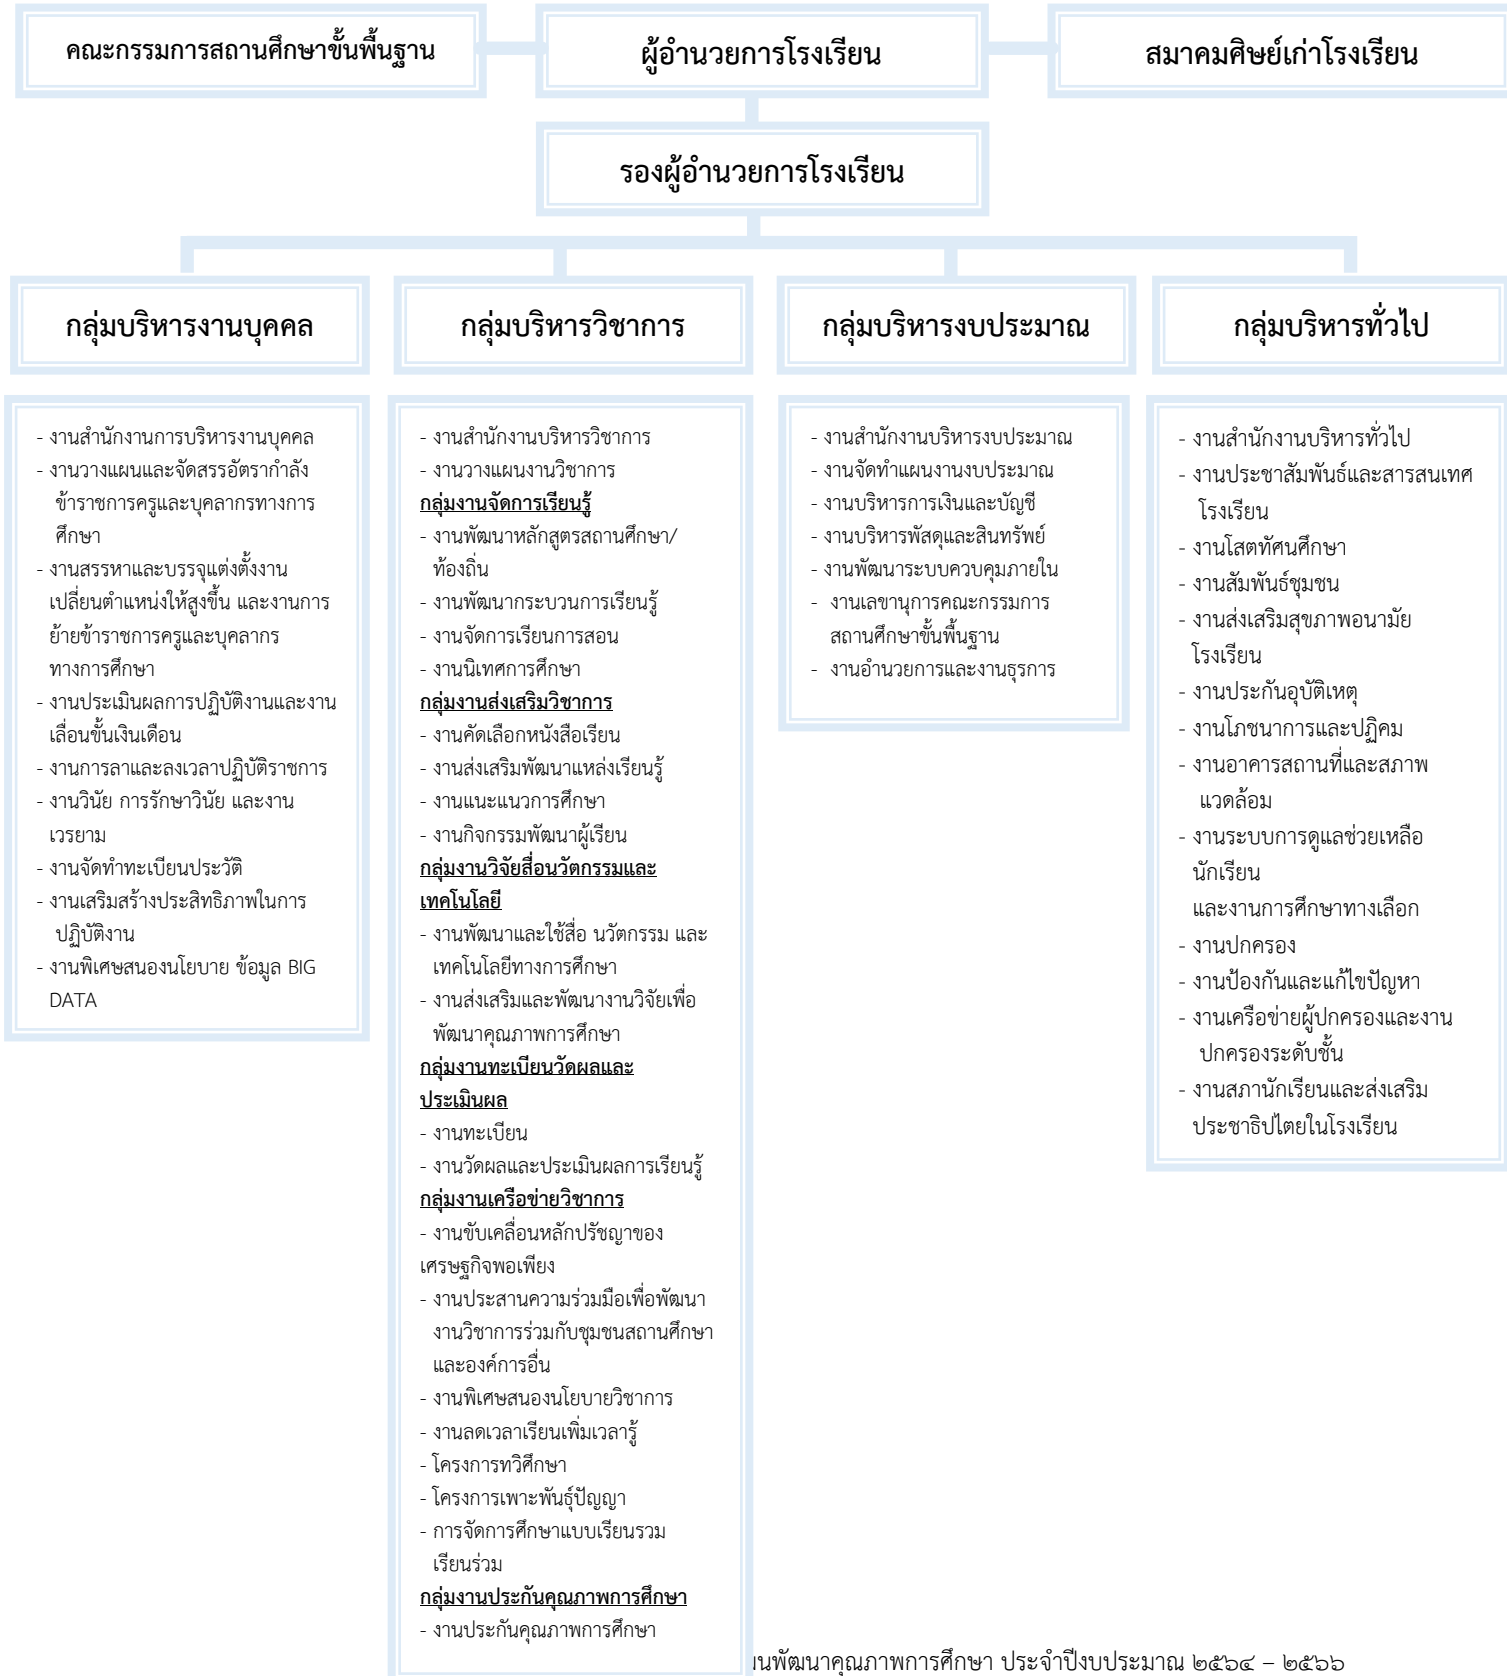 คณะกรรมการสถานศึกษาขั้นพื้นฐาน
ผู้อำนวยการโรงเรียน
สมาคมศิษย์เก่าโรงเรียน
รองผู้อำนวยการโรงเรียน
กลุ่มบริหารงานบุคคล
กลุ่มบริหารวิชาการ
กลุ่มบริหารงบประมาณ
กลุ่มบริหารทั่วไป
- งานสำนักงานการบริหารงานบุคคล
- งานวางแผนและจัดสรรอัตรากำลัง
ข้าราชการครูและบุคลากรทางการ
ศึกษา
- งานสรรหาและบรรจุแต่งตั้งงาน
เปลี่ยนตำแหน่งให้สูงขึ้น และงานการ
ย้ายข้าราชการครูและบุคลากร
ทางการศึกษา
- งานประเมินผลการปฏิบัติงานและงาน
เลื่อนขั้นเงินเดือน
- งานการลาและลงเวลาปฏิบัติราชการ
- งานวินัย การรักษาวินัย และงาน
เวรยาม
- งานจัดทำทะเบียนประวัติ
- งานเสริมสร้างประสิทธิภาพในการ
ปฏิบัติงาน
- งานพิเศษสนองนโยบาย ข้อมูล BIG
DATA
- งานสำนักงานบริหารวิชาการ
- งานวางแผนงานวิชาการ
กลุ่มงานจัดการเรียนรู้
- งานพัฒนาหลักสูตรสถานศึกษา/
ท้องถิ่น
- งานพัฒนากระบวนการเรียนรู้
- งานจัดการเรียนการสอน
- งานนิเทศการศึกษา
กลุ่มงานส่งเสริมวิชาการ
- งานคัดเลือกหนังสือเรียน
- งานส่งเสริมพัฒนาแหล่งเรียนรู้
- งานแนะแนวการศึกษา
- งานกิจกรรมพัฒนาผู้เรียน
กลุ่มงานวิจัยสื่อนวัตกรรมและ
เทคโนโลยี
- งานพัฒนาและใช้สื่อ นวัตกรรม และ
เทคโนโลยีทางการศึกษา
- งานส่งเสริมและพัฒนางานวิจัยเพื่อ
พัฒนาคุณภาพการศึกษา
กลุ่มงานทะเบียนวัดผลและ
ประเมินผล
- งานทะเบียน
- งานวัดผลและประเมินผลการเรียนรู้
กลุ่มงานเครือข่ายวิชาการ
- งานขับเคลื่อนหลักปรัชญาของ
เศรษฐกิจพอเพียง
- งานประสานความร่วมมือเพื่อพัฒนา
งานวิชาการร่วมกับชุมชนสถานศึกษา
และองค์การอื่น
- งานพิเศษสนองนโยบายวิชาการ
- งานลดเวลาเรียนเพิ่มเวลารู้
- โครงการทวิศึกษา
- โครงการเพาะพันธุ์ปัญญา
- การจัดการศึกษาแบบเรียนรวม
เรียนร่วม
กลุ่มงานประกันคุณภาพการศึกษา
- งานประกันคุณภาพการศึกษา
- งานสำนักงานบริหารงบประมาณ
- งานจัดทำแผนงานงบประมาณ
- งานบริหารการเงินและบัญชี
- งานบริหารพัสดุและสินทรัพย์
- งานพัฒนาระบบควบคุมภายใน
- งานเลขานุการคณะกรรมการ
สถานศึกษาขั้นพื้นฐาน
- งานอำนวยการและงานธุรการ
- งานสำนักงานบริหารทั่วไป
- งานประชาสัมพันธ์และสารสนเทศ
โรงเรียน
- งานโสตทัศนศึกษา
- งานสัมพันธ์ชุมชน
- งานส่งเสริมสุขภาพอนามัย
โรงเรียน
- งานประกันอุบัติเหตุ
- งานโภชนาการและปฏิคม
- งานอาคารสถานที่และสภาพ
แวดล้อม
- งานระบบการดูแลช่วยเหลือ
นักเรียน
และงานการศึกษาทางเลือก
- งานปกครอง
- งานป้องกันและแก้ไขปัญหา
- งานเครือข่ายผู้ปกครองและงาน
ปกครองระดับชั้น
- งานสภานักเรียนและส่งเสริม
ประชาธิปไตยในโรงเรียน
พัฒนาคุณภาพการศึกษา ประจำปีงบประมาณ ๒๕๖๔ – ๒๕๖๖